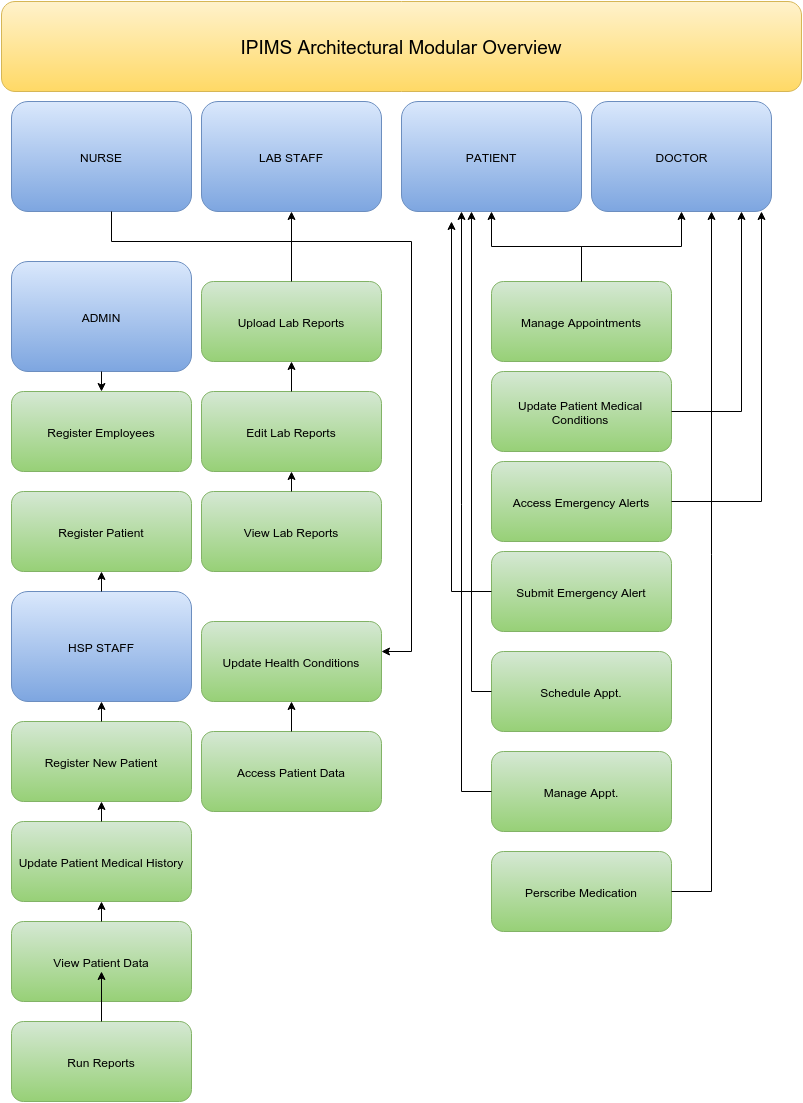 IPIMS Architectural Modular Overview
NURSE
LAB STAFF
PATIENT
DOCTOR
ADMIN
Register Employees
Register Patient
HSP STAFF
Register New Patient
Update Patient Medical History
View Patient Data
Run Reports
Upload Lab Reports
Edit Lab Reports
View Lab Reports
Update Health Conditions
Access Patient Data
Manage Appointments
Update Patient Medical
Conditions
Access Emergency Alerts
Submit Emergency Alert
Schedule Appt.
Manage Appt.
Perscribe Medication